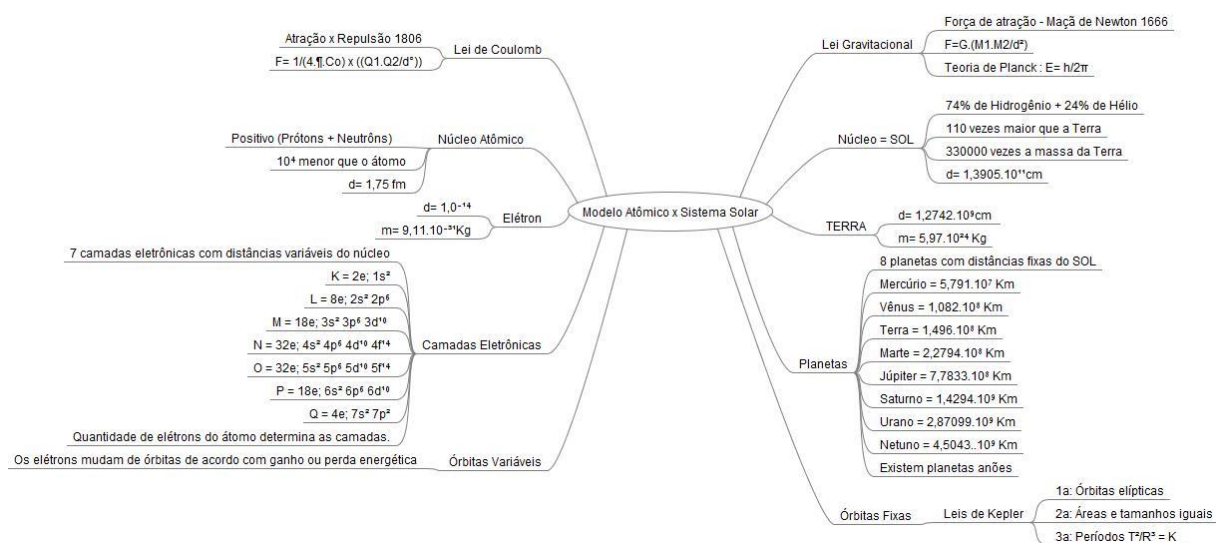 Modelo Atômico x Sistema Solar
Lei de Coulomb
Atração x Repulsão 1806
F= 1/(4.¶.Co) x ((Q1.Q2/d°))
Núcleo Atômico
Positivo (Prótons + Neutrôns)
10⁴ menor que o átomo
d= 1,75 fm
Elétron
d= 1,0⁻¹⁴
m= 9,11.10⁻³¹Kg
Camadas Eletrônicas
7 camadas eletrônicas com distâncias variáveis do núcleo
K = 2e; 1s²
L = 8e; 2s² 2p⁶
M = 18e; 3s² 3p⁶ 3d¹⁰
N = 32e; 4s² 4p⁶ 4d¹⁰ 4f¹⁴
O = 32e; 5s² 5p⁶ 5d¹⁰ 5f¹⁴
P = 18e; 6s² 6p⁶ 6d¹⁰
Q = 4e; 7s² 7p²
Quantidade de elétrons do átomo determina as camadas.
Órbitas Variáveis
Os elétrons mudam de órbitas de acordo com ganho ou perda energética
Lei Gravitacional
Força de atração - Maçã de Newton 1666
F=G.(M1.M2/d²)
Teoria de Planck : E= h/2π
Núcleo = SOL
74% de Hidrogênio + 24% de Hélio
110 vezes maior que a Terra
330000 vezes a massa da Terra
d= 1,3905.10¹¹cm
TERRA
d= 1,2742.10⁹cm
m= 5,97.10²⁴ Kg
Planetas
8 planetas com distâncias fixas do SOL
Mercúrio = 5,791.10⁷ Km
Vênus = 1,082.10⁸ Km
Terra = 1,496.10⁸ Km
Marte = 2,2794.10⁸ Km
Júpiter = 7,7833.10⁸ Km
Saturno = 1,4294.10⁹ Km
Urano = 2,87099.10⁹ Km
Netuno = 4,5043..10⁹ Km
Existem planetas anões
Órbitas Fixas
Leis de Kepler
1a: Órbitas elípticas
2a: Áreas e tamanhos iguais
3a: Períodos T²/R³ = K